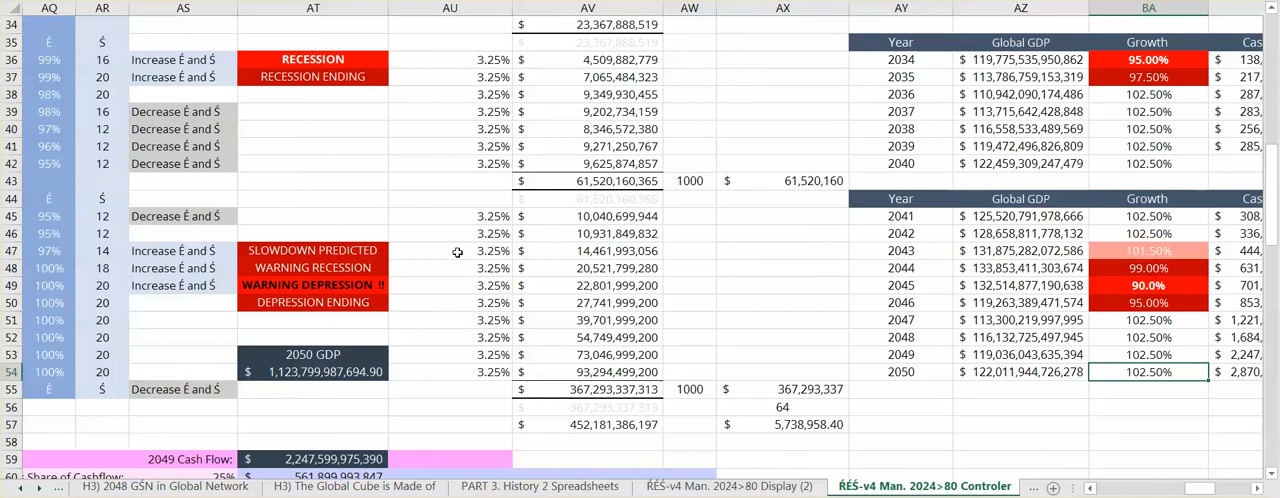 AQ AR AS AT AU AV AW AX AY AZ BA
34 23,367,888,519
35 É Ś 23,367,888,519 Year Global GDP Growth Cas
36 99% 16 Increase É and Ś RECESSION 3.25% $ 4,509,882,779 2034 $ 119,775,535,950,862 95.00% $ 138,
37 99% 20 Increase É and Ś RECESSION ENDING 3.25% $ 7,065,484,323 2035 $ 113,786,759,153,319 97.50% $ 217,
38 98% 20 3.25% $ 9,349,930,455 2036 $ 110,942,090,174,486 102.50% $ 287,
39 98% 16 Decrease É and Ś 3.25% $ 9,202,734,159 2037 $ 113,715,642,428,848 102.50% $ 283,
40 97% 12 Decrease É and Ś 3.25% $ 8,346,572,380 2038 $ 116,558,533,489,569 102.50% $ 256,
41 96% 12 Decrease É and Ś 3.25% $ 9,271,250,767 2039 $ 119,472,496,826,809 102.50% $ 285,
42 95% 12 Decrease É and Ś 3.25% $ 9,625,874,857 2040 $ 122,459,309,247,479 102.50%
43 $ 61,520,160,365 1000 $ 61,520,160
44 É Ś -61,520,160,365 Year Global GDP Growth Cas
45 95% 12 Decrease É and Ś 3.25% $ 10,040,699,944 2041 $ 125,520,791,978,666 102.50% $ 308,
46 95% 12 3.25% $ 10,931,849,832 2042 $ 128,658,811,778,132 102.50% $ 336,
47 97% 14 Increase É and Ś SLOWDOWN PREDICTED 3.25% $ 14,461,993,056 2043 $ 131,875,282,072,586 101.50% $ 444,
48 100% 18 Increase É and Ś WARNING RECESSION 3.25% $ 20,521,799,280 2044 $ 133,853,411,303,674 99.00% $ 631,
49 100% 20 Increase É and Ś WARNING DEPRESSION !! 3.25% $ 22,801,999,200 2045 $ 132,514,877,190,638 90.0% $ 701,
50 100% 20 DEPRESSION ENDING 3.25% $ 27,741,999,200 2046 $ 119,263,389,471,574 95.00% $ 853,
51 100% 20 3.25% $ 39,701,999,200 2047 $ 113,300,219,997,995 102.50% $ 1,221,
52 100% 20 3.25% $ 54,749,999,200 2048 $ 116,132,725,497,945 102.50% $ 1,684,
53 100% 20 2050 GDP 3.25% $ 73,046,999,200 2049 $ 119,036,043,635,394 102.50% $ 2,247,
54 100% 20 $ 1,123,799,987,694.90 3.25% $ 93,294,999,200 2050 $ 122,011,944,726,278 102.50% $ 2,870,
55 É Ś Decrease É and Ś $ 367,293,337,313 1000 $ 367,293,337
56 -367,293,337,313 64
57 $ 452,181,386,197 $ 5,738,958.40
58
59 2049 Cash Flow: $ 2,247,599,975,390
60 Share of Cashflow: 25% $ 561,899,993,847
... H3) 2048 GŚN in Global Network H3) The Global Cube is Made of PART 3. History 2 Spreadsheets ŔÉŚ-v4 Man. 2024>80 Display (2) ŔÉŚ-v4 Man. 2024>80 Controler ...